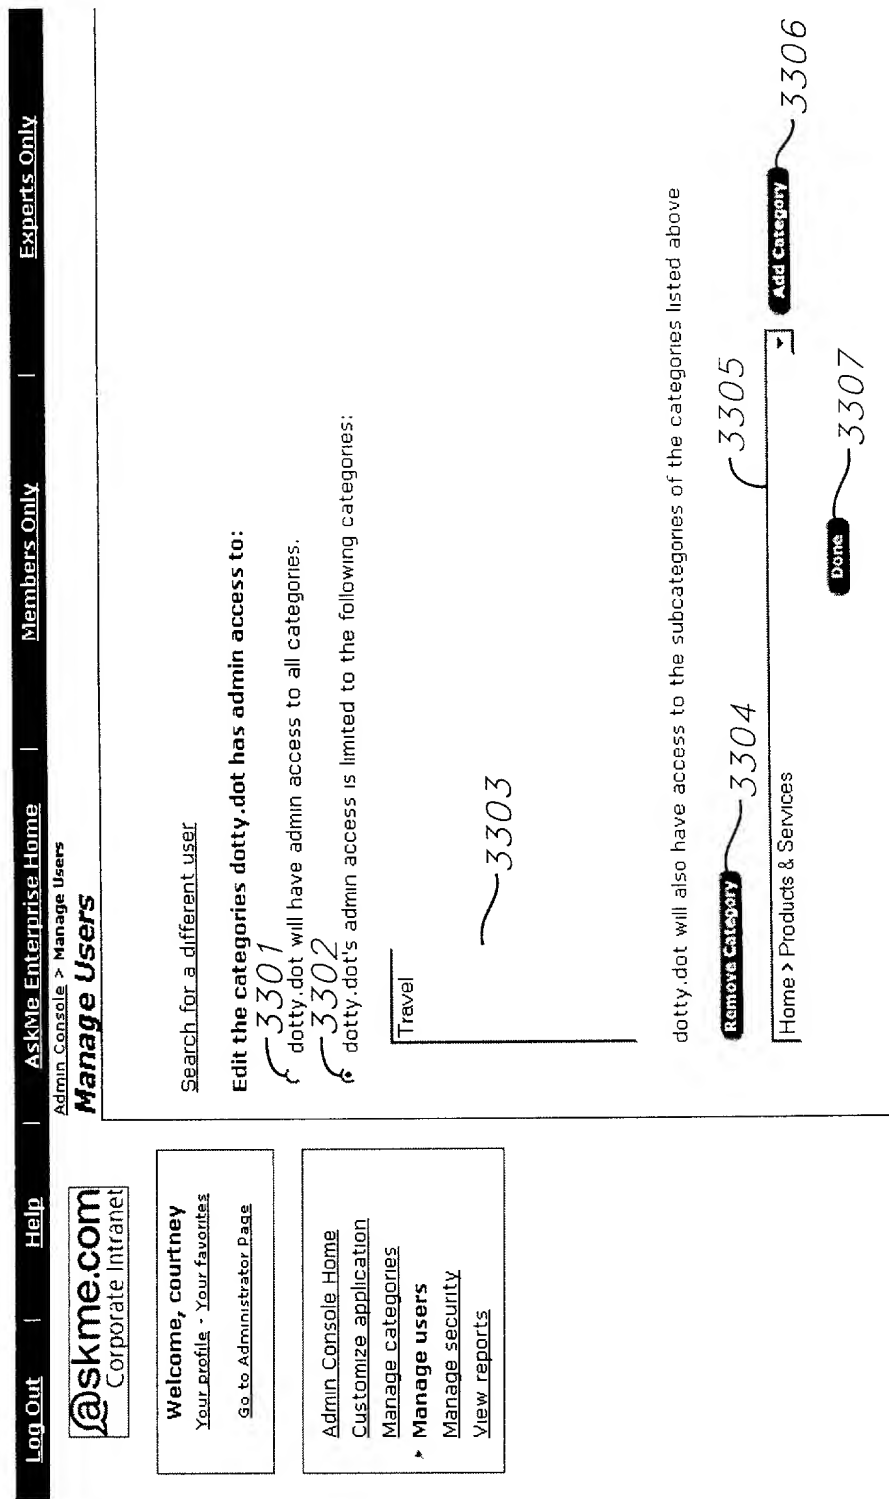 Log Out | Help | AskMe Enterprise Home | Members Only | Experts Only
@skme.com
Corporate Intranet
Welcome, courtney
Your profile - Your favorites
Go to Administrator Page
Admin Console Home
Customize application
Manage categories
Manage users
Manage security
View reports
Admin Console > Manage Users
Manage Users
Search for a different user
Edit the categories dotty.dot has admin access to:
3301
dotty.dot will have admin access to all categories.
3302
dotty.dot's admin access is limited to the following categories:
Travel
3303
dotty.dot will also have access to the subcategories of the categories listed above
Remove Category
3304
3305
Home > Products & Services
Add Category
3306
Done
3307